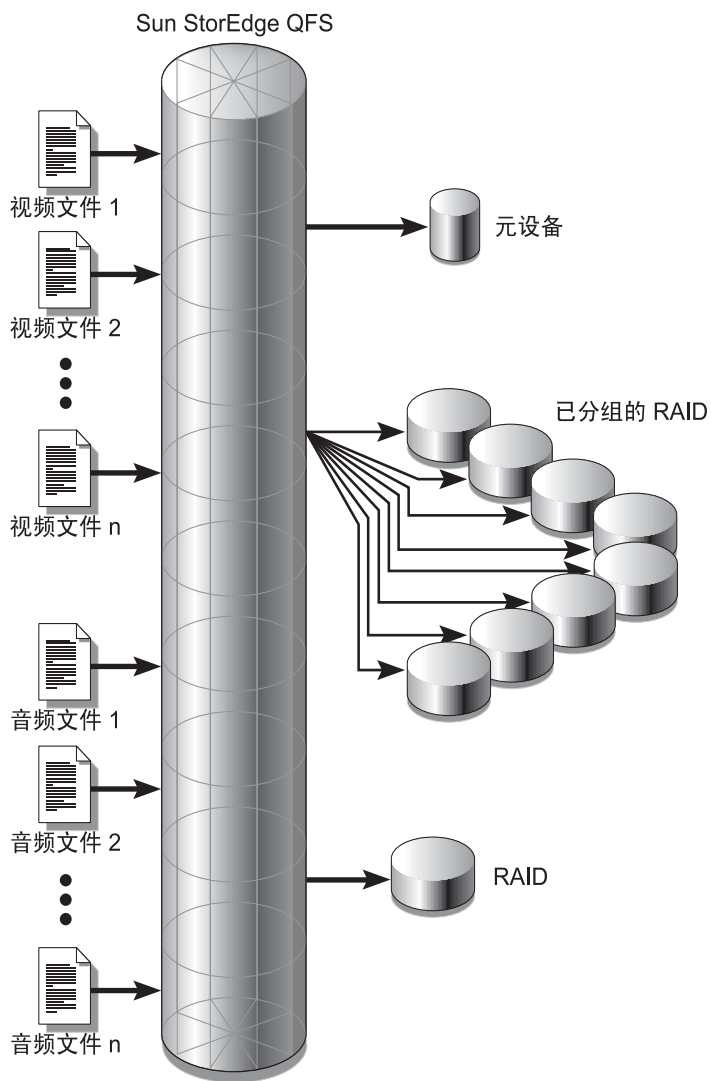 Sun StorEdge QFS
视频文件 1
元设备
视频文件 2
已分组的 RAID
视频文件 n
音频文件 1
音频文件 2
RAID
音频文件 n